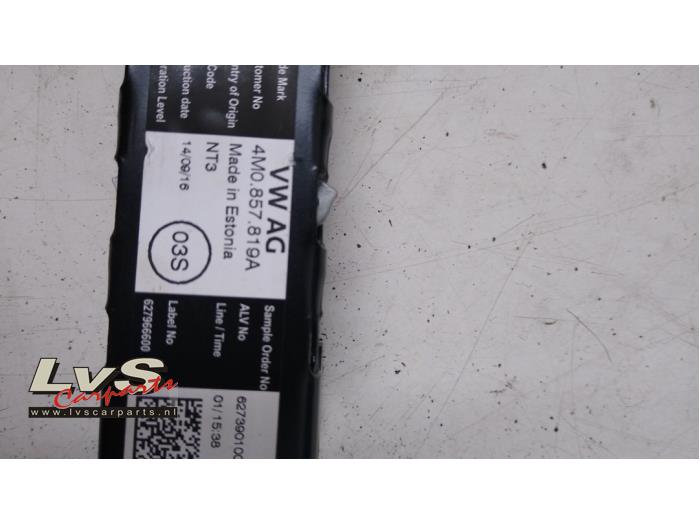 de Mark
tomer No
ntry of Origin
Code
uction date
eration Level
VW AG
4M0.857.819A
Made in Estonia
NT3
14/09/16
03S
Sample Order No
ALV No
Line / Time
Label No
627966600
62739010
01/15:38
LvS
Carparts
www.lvscarparts.nl